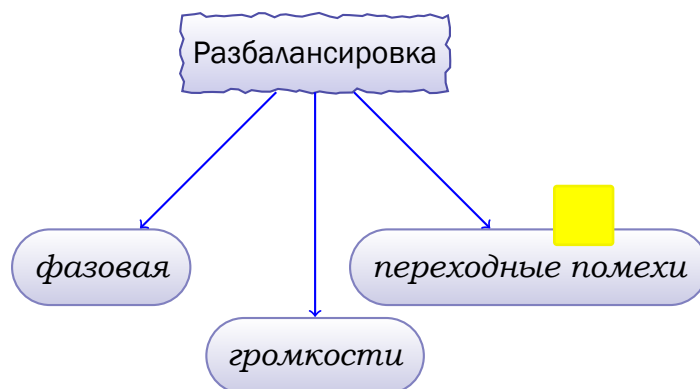 Разбалансировка
фазовая
переходные помехи
громкости